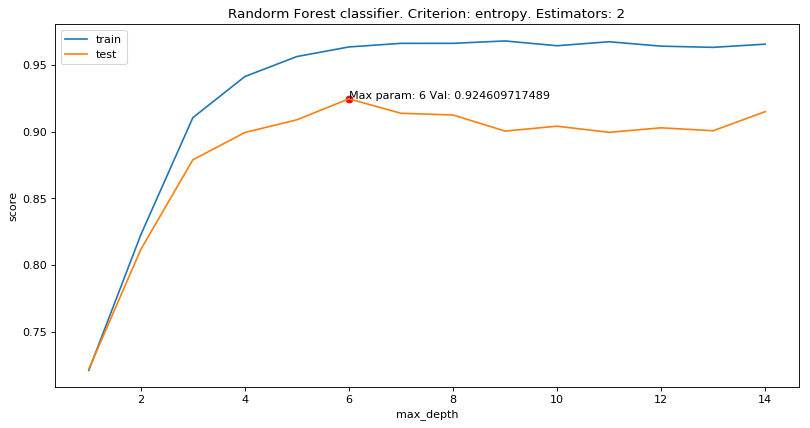 Randorm Forest classifier. Criterion: entropy. Estimators: 2
train
test
Max param: 6 Val: 0.924609717489
0.95
0.90
0.85
0.80
0.75
score
2 4 6 8 10 12 14
max_depth